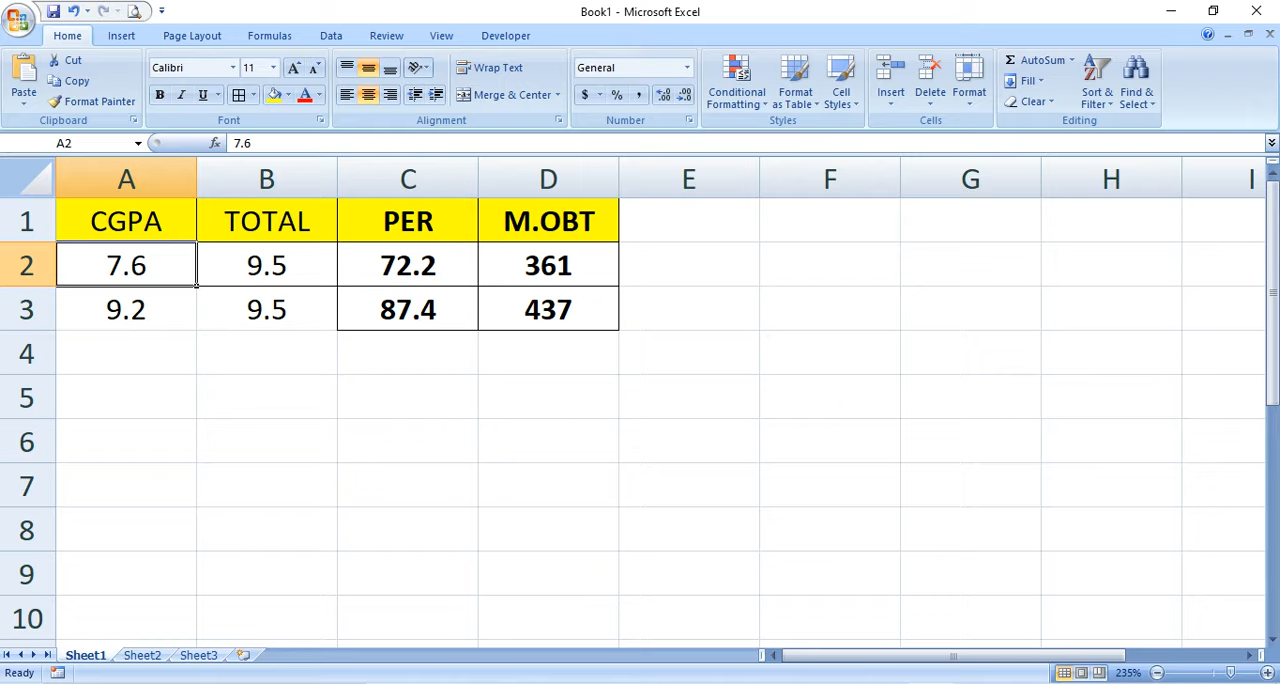 Book1 - Microsoft Excel
Home Insert Page Layout Formulas Data Review View Developer
Paste
Cut
Copy
Format Painter
Clipboard
Calibri 11 A A
B I U A
Font
Wrap Text
Merge & Center
Alignment
General
$ % ,
Number
Conditional Formatting
Format as Table
Cell Styles
Styles
Insert
Delete
Format
Cells
Σ AutoSum
Fill
Clear
Sort & Filter
Find & Select
Editing
A2 fx 7.6
A B C D E F G H I
1 CGPA TOTAL PER M.OBT
2 7.6 9.5 72.2 361
3 9.2 9.5 87.4 437
4
5
6
7
8
9
10
Sheet1 Sheet2 Sheet3
Ready 235%